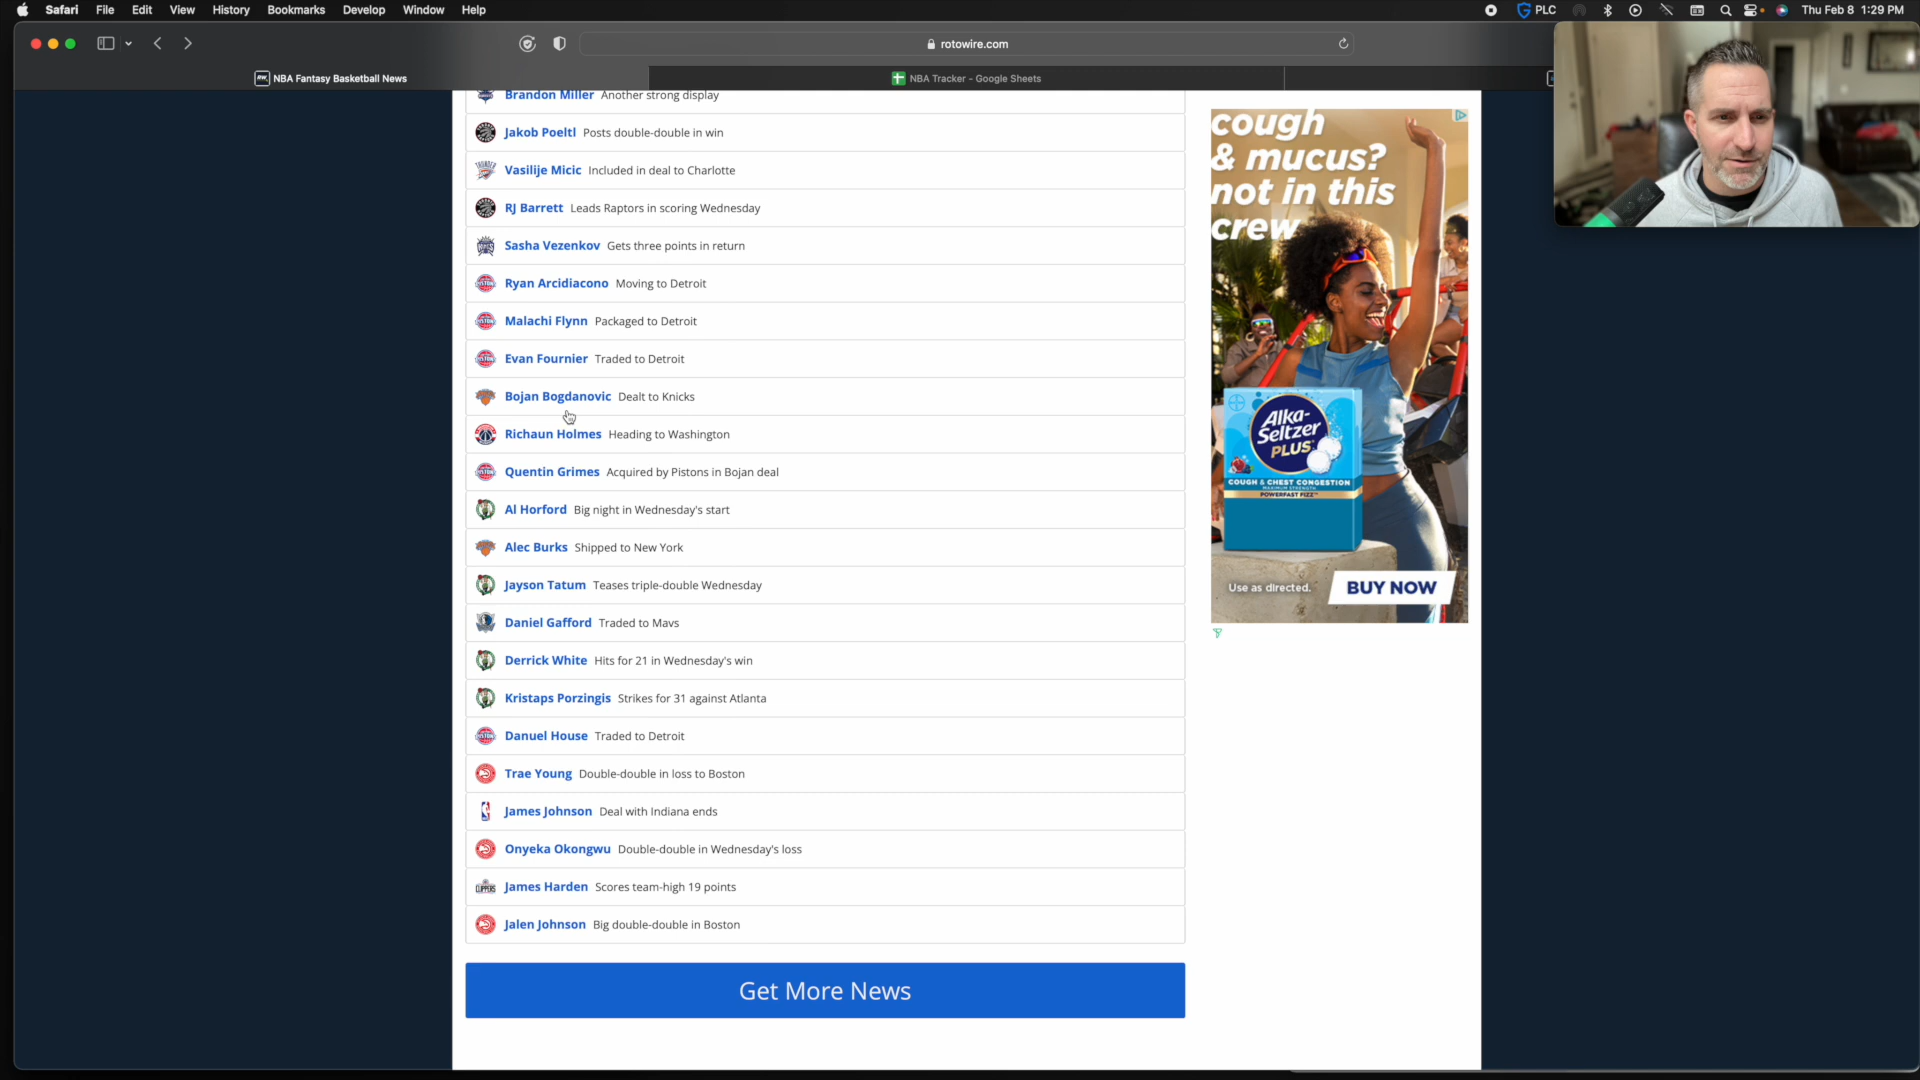 Safari File Edit View History Bookmarks Develop Window Help PLC Thu Feb 8 1:29 PM
rotowire.com
RW. NBA Fantasy Basketball News NBA Tracker - Google Sheets
Brandon Miller Another strong display
Jakob Poeltl Posts double-double in win
Vasilije Micic Included in deal to Charlotte
RJ Barrett Leads Raptors in scoring Wednesday
Sasha Vezenkov Gets three points in return
Ryan Arcidiacono Moving to Detroit
Malachi Flynn Packaged to Detroit
Evan Fournier Traded to Detroit
Bojan Bogdanovic Dealt to Knicks
Richaun Holmes Heading to Washington
Quentin Grimes Acquired by Pistons in Bojan deal
Al Horford Big night in Wednesday's start
Alec Burks Shipped to New York
Jayson Tatum Teases triple-double Wednesday
Daniel Gafford Traded to Mavs
Derrick White Hits for 21 in Wednesday's win
Kristaps Porzingis Strikes for 31 against Atlanta
Danuel House Traded to Detroit
Trae Young Double-double in loss to Boston
James Johnson Deal with Indiana ends
Onyeka Okongwu Double-double in Wednesday's loss
James Harden Scores team-high 19 points
Jalen Johnson Big double-double in Boston
Get More News
cough
& mucus?
not in this
crew
Alka-
Seltzer
PLUS
COUGH & CHEST CONGESTION
MAXIMUM STRENGTH
POWERFAST FIZZ™
Use as directed. BUY NOW